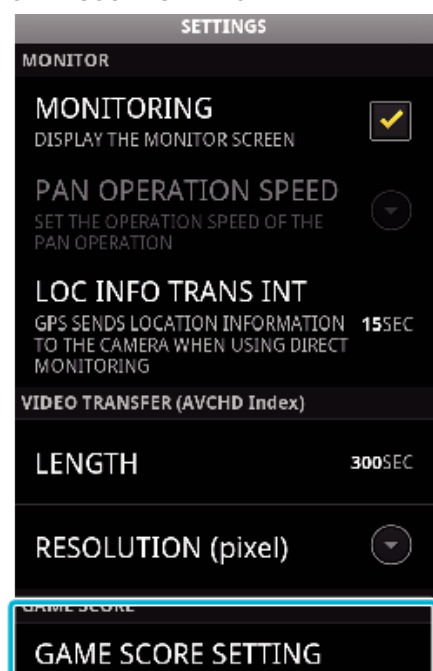 SETTINGS
MONITOR
MONITORING
DISPLAY THE MONITOR SCREEN
PAN OPERATION SPEED
SET THE OPERATION SPEED OF THE
PAN OPERATION
LOC INFO TRANS INT
GPS SENDS LOCATION INFORMATION 15SEC
TO THE CAMERA WHEN USING DIRECT
MONITORING
VIDEO TRANSFER (AVCHD Index)
LENGTH 300SEC
RESOLUTION (pixel)
GAME SCORE
GAME SCORE SETTING